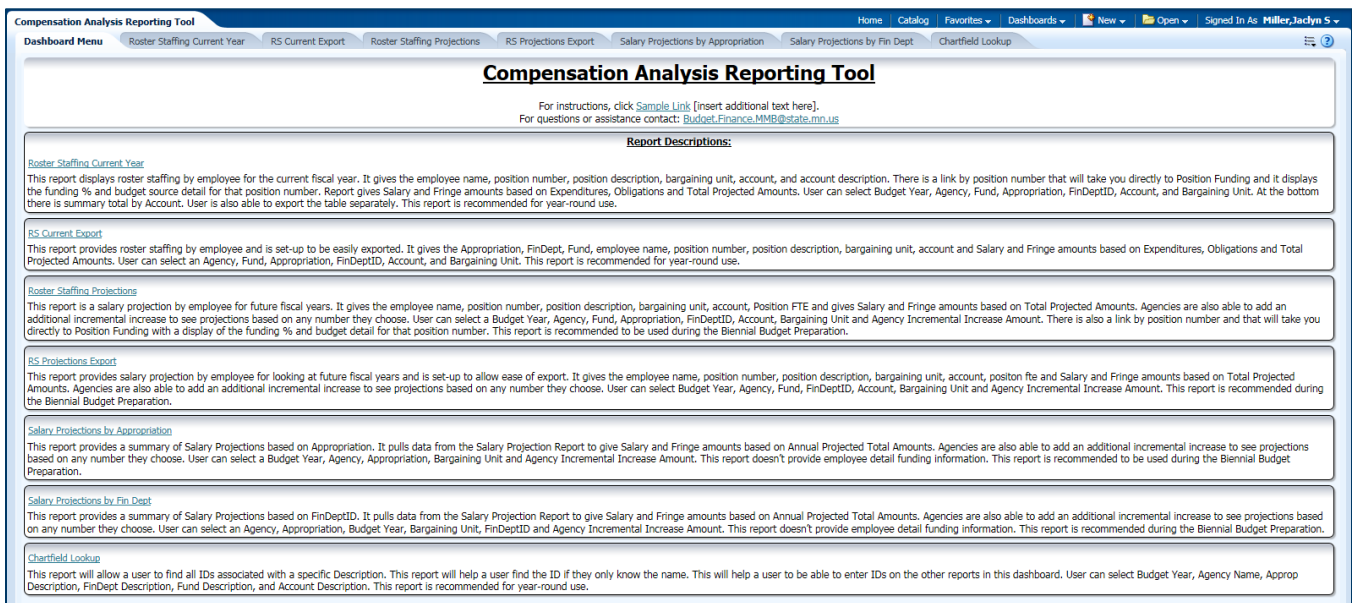 Compensation Analysis Reporting Tool
Home Catalog Favorites Dashboards New Open Signed In As Miller,Jaclyn S
Dashboard Menu Roster Staffing Current Year RS Current Export Roster Staffing Projections RS Projections Export Salary Projections by Appropriation Salary Projections by Fin Dept Chartfield Lookup
Compensation Analysis Reporting Tool
For instructions, click Sample Link [insert additional text here].
For questions or assistance contact: Budget.Finance.MMB@state.mn.us
Report Descriptions:
Roster Staffing Current Year
This report displays roster staffing by employee for the current fiscal year. It gives the employee name, position number, position description, bargaining unit, account, and account description. There is a link by position number that will take you directly to Position Funding and it displays
the funding % and budget source detail for that position number. Report gives Salary and Fringe amounts based on Expenditures, Obligations and Total Projected Amounts. User can select Budget Year, Agency, Fund, Appropriation, FinDeptID, Account, and Bargaining Unit. At the bottom
there is summary total by Account. User is also able to export the table separately. This report is recommended for year-round use.
RS Current Export
This report provides roster staffing by employee and is set-up to be easily exported. It gives the Appropriation, FinDept, Fund, employee name, position number, position description, bargaining unit, account and Salary and Fringe amounts based on Expenditures, Obligations and Total
Projected Amounts. User can select an Agency, Fund, Appropriation, FinDeptID, Account, and Bargaining Unit. This report is recommended for year-round use.
Roster Staffing Projections
This report is a salary projection by employee for future fiscal years. It gives the employee name, position number, position description, bargaining unit, account, Position FTE and gives Salary and Fringe amounts based on Total Projected Amounts. Agencies are also able to add an
additional incremental increase to see projections based on any number they choose. User can select a Budget Year, Agency, Fund, Appropriation, FinDeptID, Account, Bargaining Unit and Agency Incremental Increase Amount. There is also a link by position number and that will take you
directly to Position Funding with a display of the funding % and budget detail for that position number. This report is recommended to be used during the Biennial Budget Preparation.
RS Projections Export
This report provides salary projection by employee for looking at future fiscal years and is set-up to allow ease of export. It gives the employee name, position number, position description, bargaining unit, account, positon fte and Salary and Fringe amounts based on Total Projected
Amounts. Agencies are also able to add an additional incremental increase to see projections based on any number they choose. User can select Budget Year, Agency, Fund, FinDeptID, Account, Bargaining Unit and Agency Incremental Increase Amount. This report is recommended during
the Biennial Budget Preparation.
Salary Projections by Appropriation
This report provides a summary of Salary Projections based on Appropriation. It pulls data from the Salary Projection Report to give Salary and Fringe amounts based on Annual Projected Total Amounts. Agencies are also able to add an additional incremental increase to see projections
based on any number they choose. User can select a Budget Year, Agency, Appropriation, Bargaining Unit and Agency Incremental Increase Amount. This report doesn't provide employee detail funding information. This report is recommended to be used during the Biennial Budget
Preparation.
Salary Projections by Fin Dept
This report provides a summary of Salary Projections based on FinDeptID. It pulls data from the Salary Projection Report to give Salary and Fringe amounts based on Annual Projected Total Amounts. Agencies are also able to add an additional incremental increase to see projections based
on any number they choose. User can select an Agency, Appropriation, Budget Year, Bargaining Unit, FinDeptID and Agency Incremental Increase Amount. This report doesn't provide employee detail funding information. This report is recommended during the Biennial Budget Preparation.
Chartfield Lookup
This report will allow a user to find all IDs associated with a specific Description. This report will help a user find the ID if they only know the name. This will help a user to be able to enter IDs on the other reports in this dashboard. User can select Budget Year, Agency Name, Approp
Description, FinDept Description, Fund Description, and Account Description. This report is recommended for year-round use.